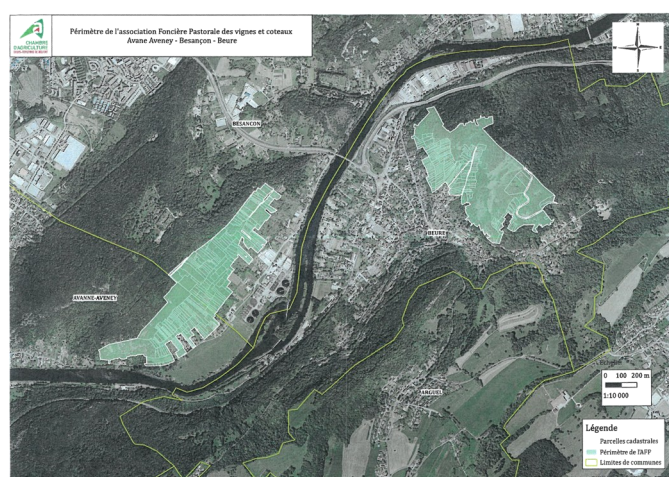 Périmètre de l'association Foncière Pastorale des vignes et coteaux
Avane Aveney - Besançon - Beure
CHAMBRE
D'AGRICULTURE
BESANÇON
BEURE
AVANNE-AVENEY
ARGUEL
0 100 200 m
1:10 000
Légende
Parcelles cadastrales
Périmètre de l'AFP
Limites de communes